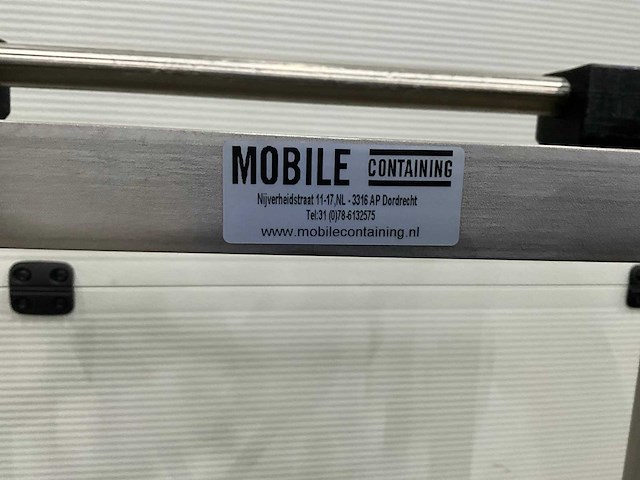 MOBILE CONTAINING
Nijverheidstraat 11-17,NL - 3316 AP Dordrecht
Tel:31 (0)78-6132575
www.mobilecontaining.nl